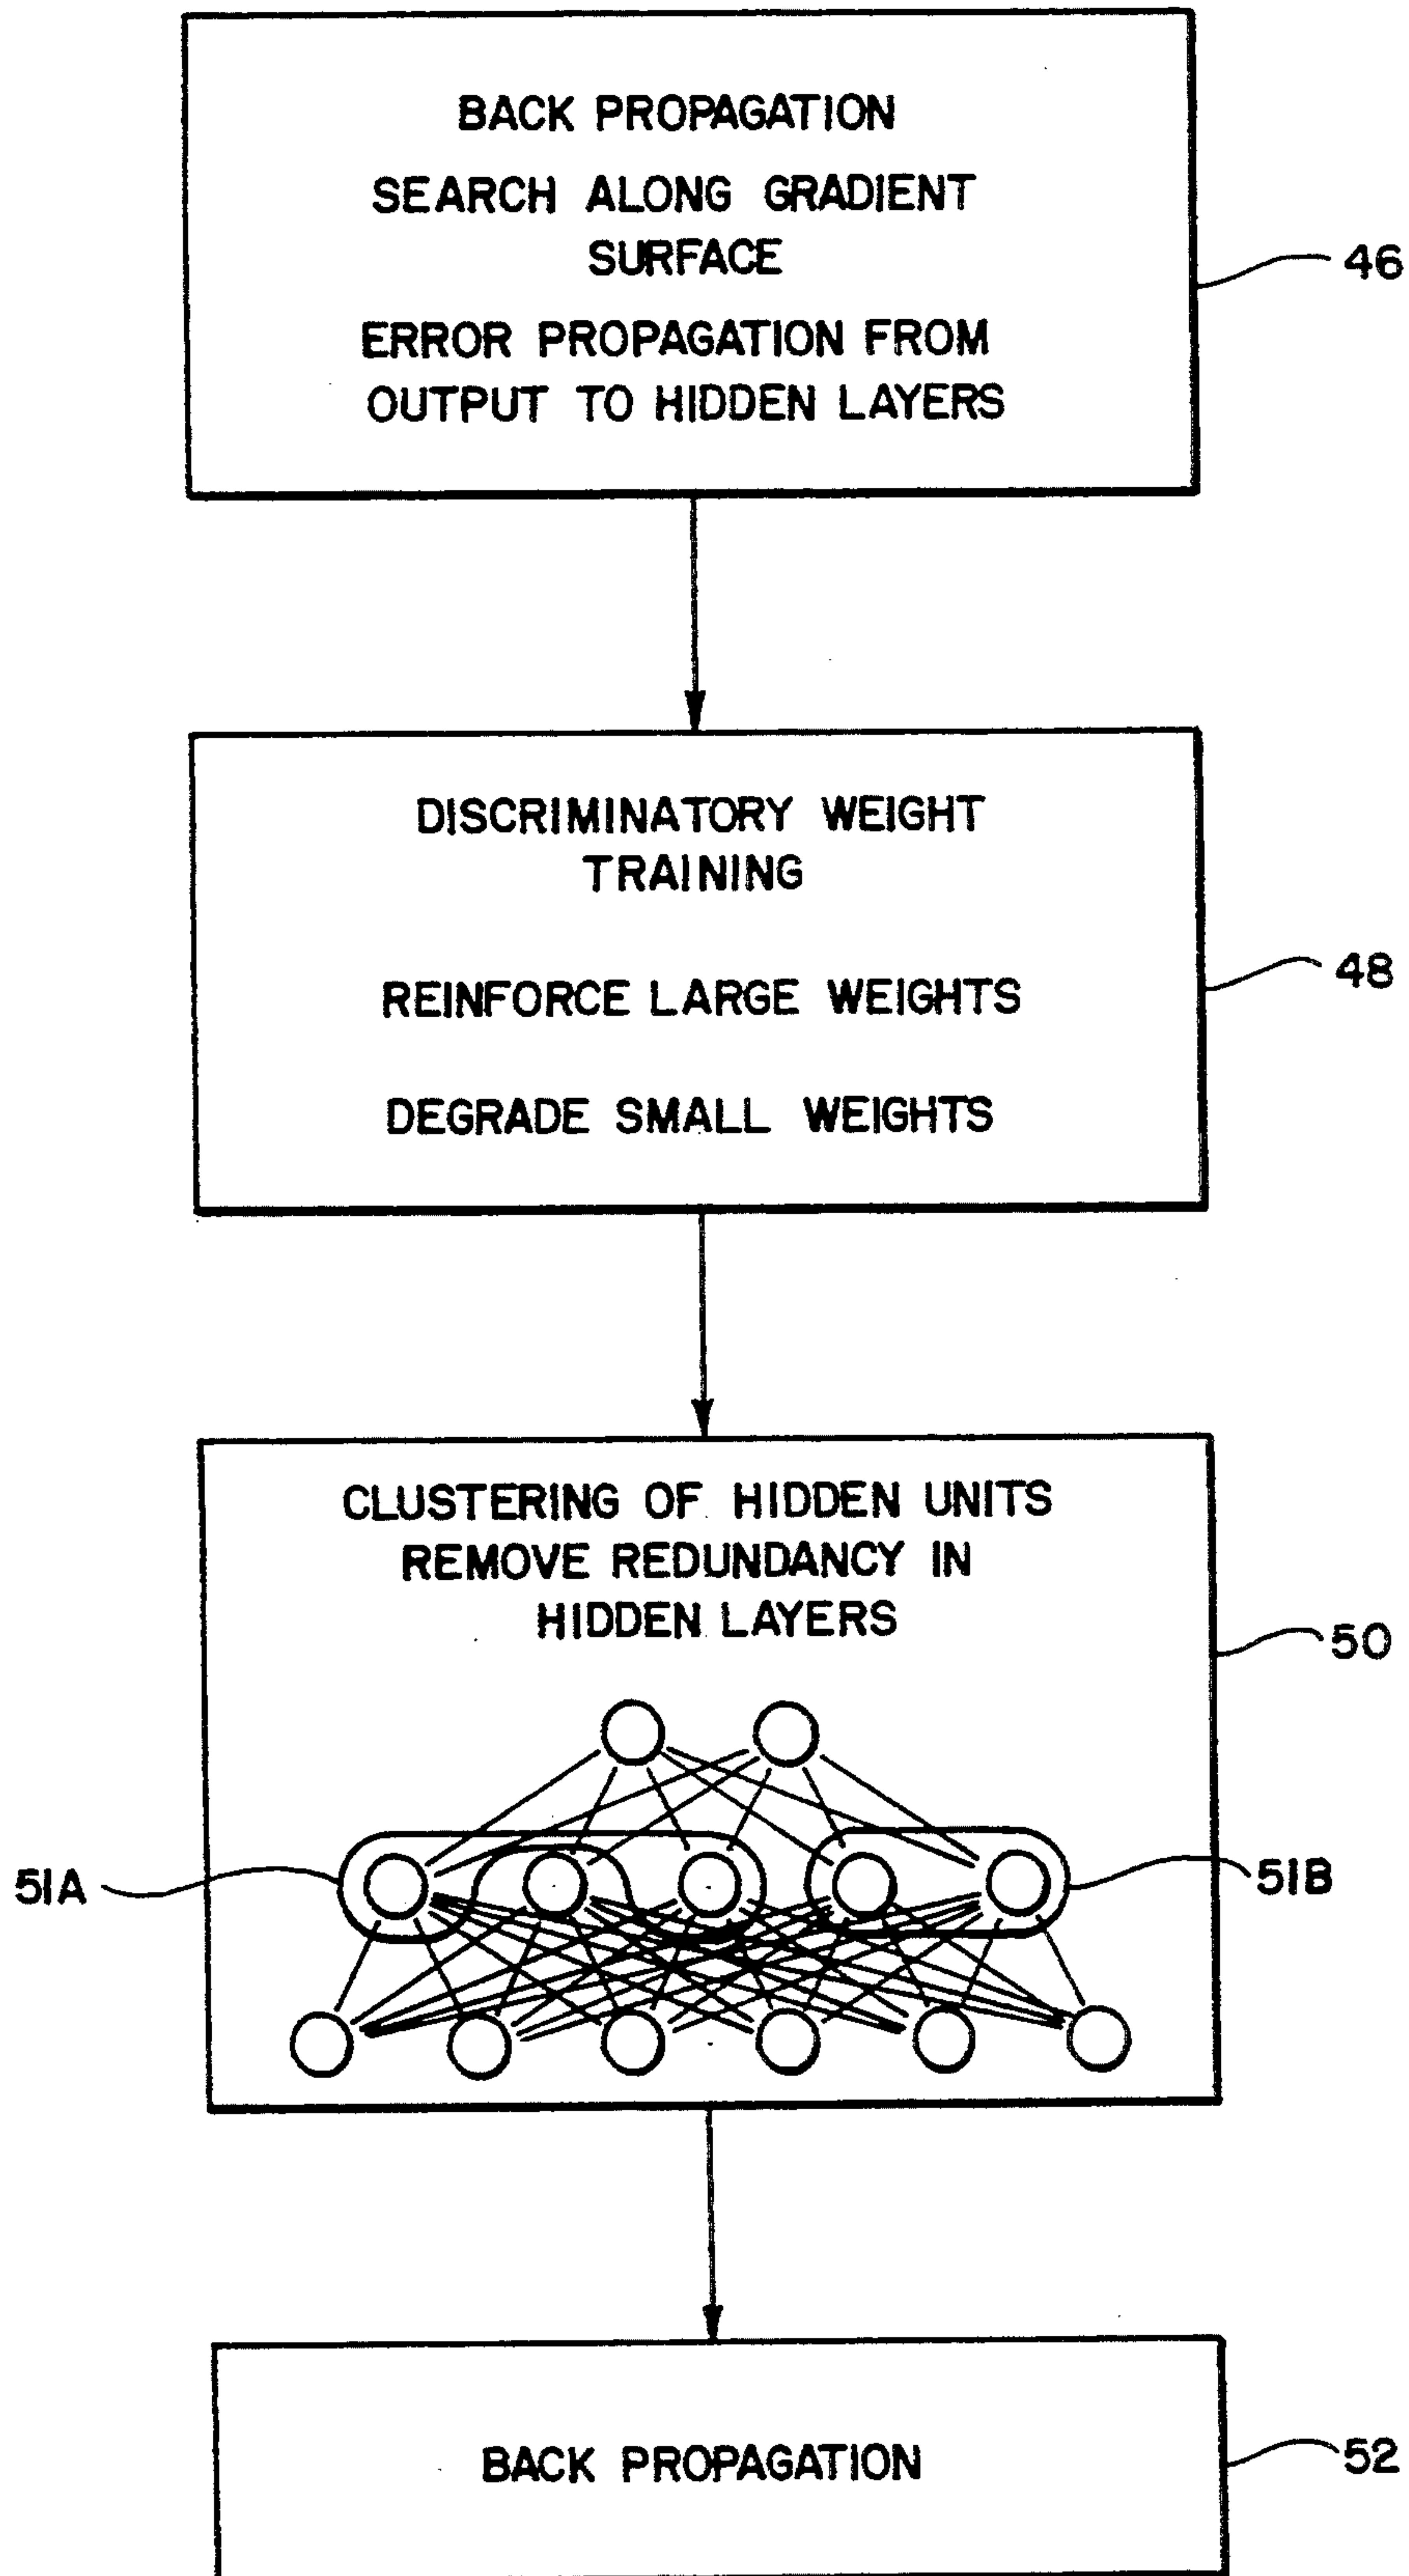 BACK PROPAGATION
SEARCH ALONG GRADIENT
SURFACE
ERROR PROPAGATION FROM
OUTPUT TO HIDDEN LAYERS
46
DISCRIMINATORY WEIGHT
TRAINING
REINFORCE LARGE WEIGHTS
DEGRADE SMALL WEIGHTS
48
CLUSTERING OF HIDDEN UNITS
REMOVE REDUNDANCY IN
HIDDEN LAYERS
50
51A
51B
BACK PROPAGATION
52